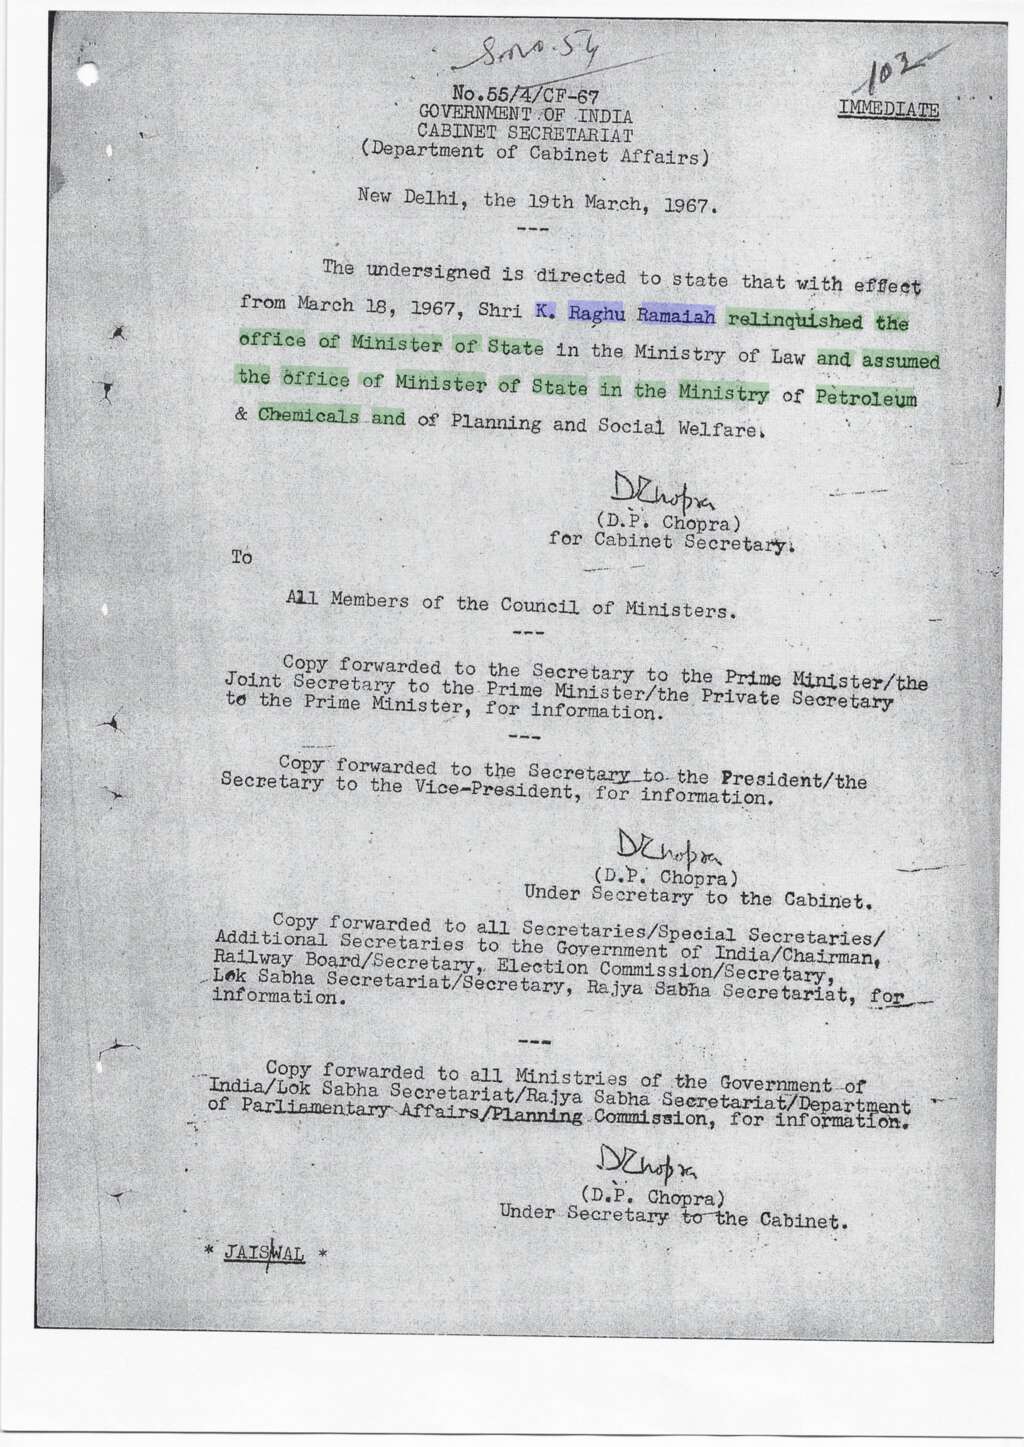 S.No. 54
102
No.55/4/CF-67
IMMEDIATE
GOVERNMENT OF INDIA
CABINET SECRETARIAT
(Department of Cabinet Affairs)
New Delhi, the 19th March, 1967.
---
The undersigned is directed to state that with effect
from March 18, 1967, Shri K. Raghu Ramaiah relinquished the
office of Minister of State in the Ministry of Law and assumed
the office of Minister of State in the Ministry of Petroleum
& Chemicals and of Planning and Social Welfare.
DPChopra
(D.P. Chopra)
for Cabinet Secretary.
To
All Members of the Council of Ministers.
---
Copy forwarded to the Secretary to the Prime Minister/the
Joint Secretary to the Prime Minister/the Private Secretary
to the Prime Minister, for information.
---
Copy forwarded to the Secretary to the President/the
Secretary to the Vice-President, for information.
DPChopra
(D.P. Chopra)
Under Secretary to the Cabinet.
Copy forwarded to all Secretaries/Special Secretaries/
Additional Secretaries to the Government of India/Chairman,
Railway Board/Secretary, Election Commission/Secretary,
Lok Sabha Secretariat/Secretary, Rajya Sabha Secretariat, for
information.
---
Copy forwarded to all Ministries of the Government of
India/Lok Sabha Secretariat/Rajya Sabha Secretariat/Department
of Parliamentary Affairs/Planning Commission, for information.
DPChopra
(D.P. Chopra)
Under Secretary to the Cabinet.
* JAISWAL *